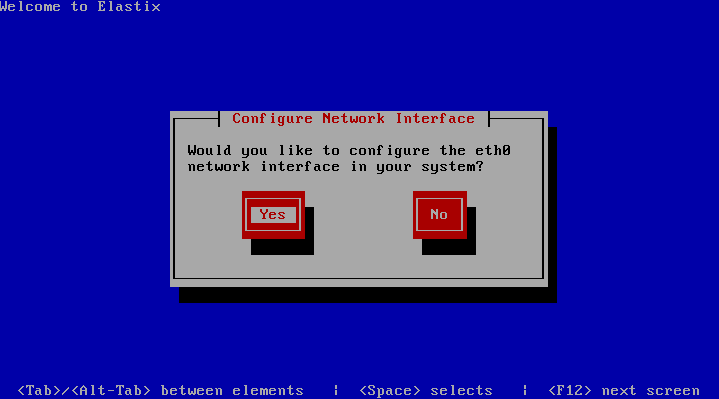 Welcome to Elastix
Configure Network Interface
Would you like to configure the eth0
network interface in your system?
Yes No
<Tab>/<Alt-Tab> between elements | <Space> selects | <F12> next screen